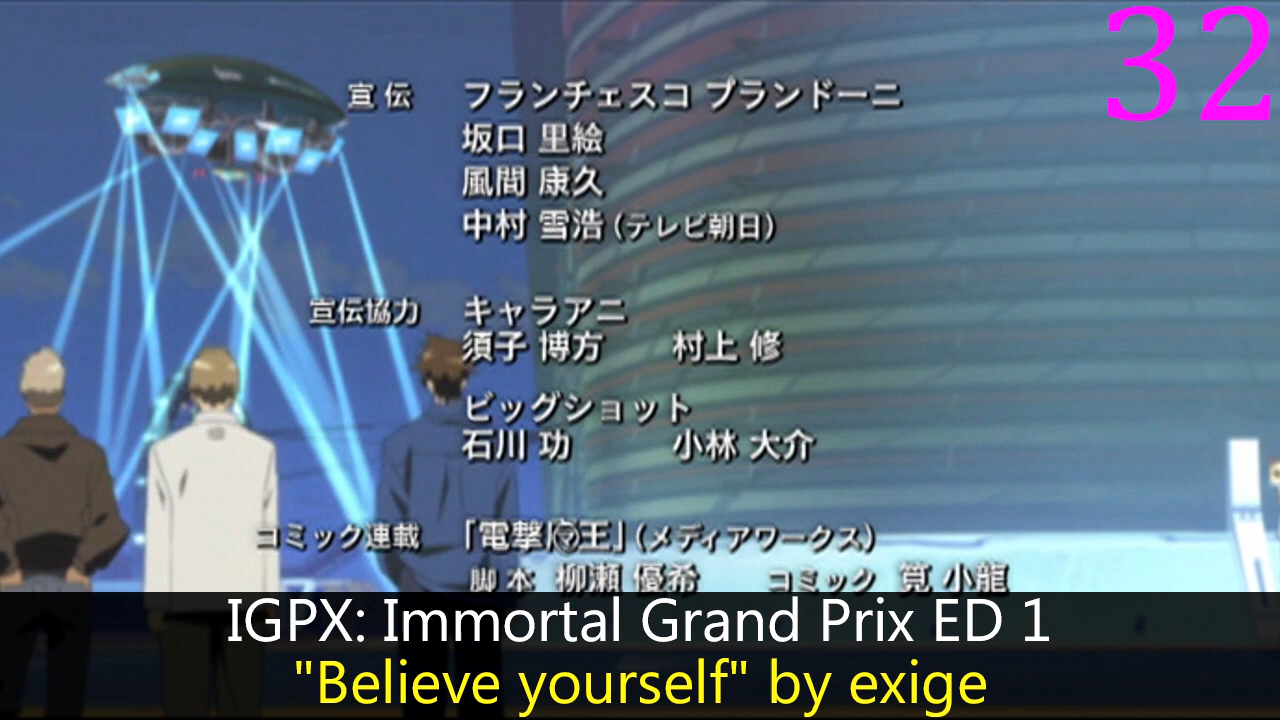 32
宣伝 フランチェスコ プランドーニ
坂口 里絵
風間 康久
中村 雪浩(テレビ朝日)
宣伝協力 キャラアニ
須子 博方 村上 修
ビッグショット
石川 功 小林 大介
コミック連載 「電撃マ王」(メディアワークス)
脚本 柳瀬 優希 コミック 筧 小龍
IGPX: Immortal Grand Prix ED 1
"Believe yourself" by exige